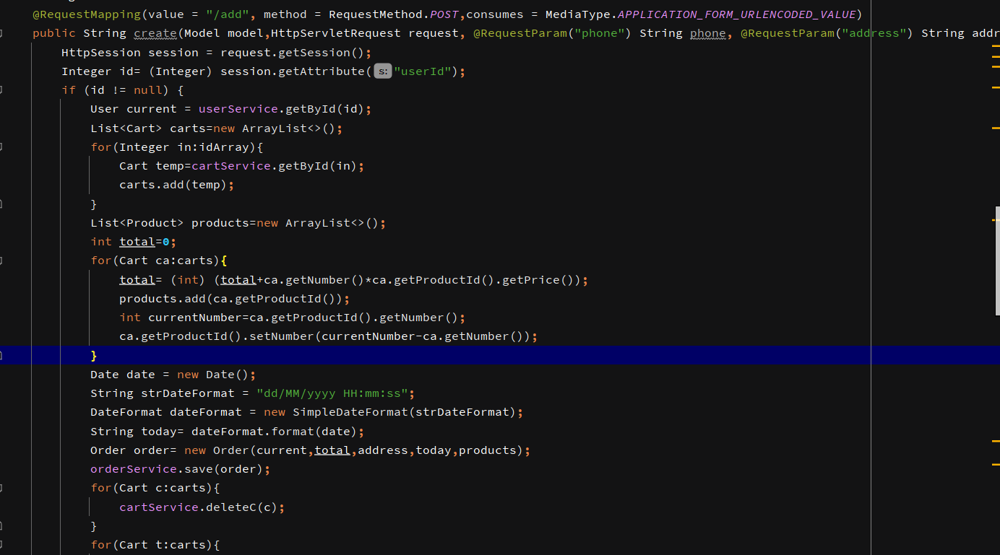 @RequestMapping(value = "/add", method = RequestMethod.POST,consumes = MediaType.APPLICATION_FORM_URLENCODED_VALUE)
public String create(Model model,HttpServletRequest request, @RequestParam("phone") String phone, @RequestParam("address") String addr
HttpSession session = request.getSession();
Integer id= (Integer) session.getAttribute( s: "userId");
if (id != null) {
User current = userService.getById(id);
List<Cart> carts=new ArrayList<>();
for(Integer in:idArray){
Cart temp=cartService.getById(in);
carts.add(temp);
}
List<Product> products=new ArrayList<>();
int total=0;
for(Cart ca:carts){
total= (int) (total+ca.getNumber()*ca.getProductId().getPrice());
products.add(ca.getProductId());
int currentNumber=ca.getProductId().getNumber();
ca.getProductId().setNumber(currentNumber-ca.getNumber());
}
Date date = new Date();
String strDateFormat = "dd/MM/yyyy HH:mm:ss";
DateFormat dateFormat = new SimpleDateFormat(strDateFormat);
String today= dateFormat.format(date);
Order order= new Order(current,total,address,today,products);
orderService.save(order);
for(Cart c:carts){
cartService.deleteC(c);
}
for(Cart t:carts){